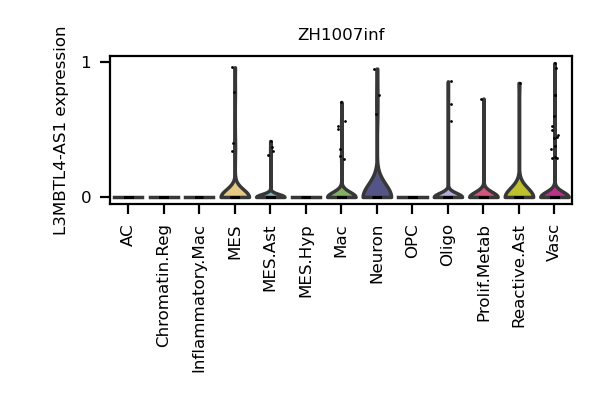 ZH1007inf
L3MBTL4-AS1 expression
1
0
AC
Chromatin.Reg
Inflammatory.Mac
MES
MES.Ast
MES.Hyp
Mac
Neuron
OPC
Oligo
Prolif.Metab
Reactive.Ast
Vasc